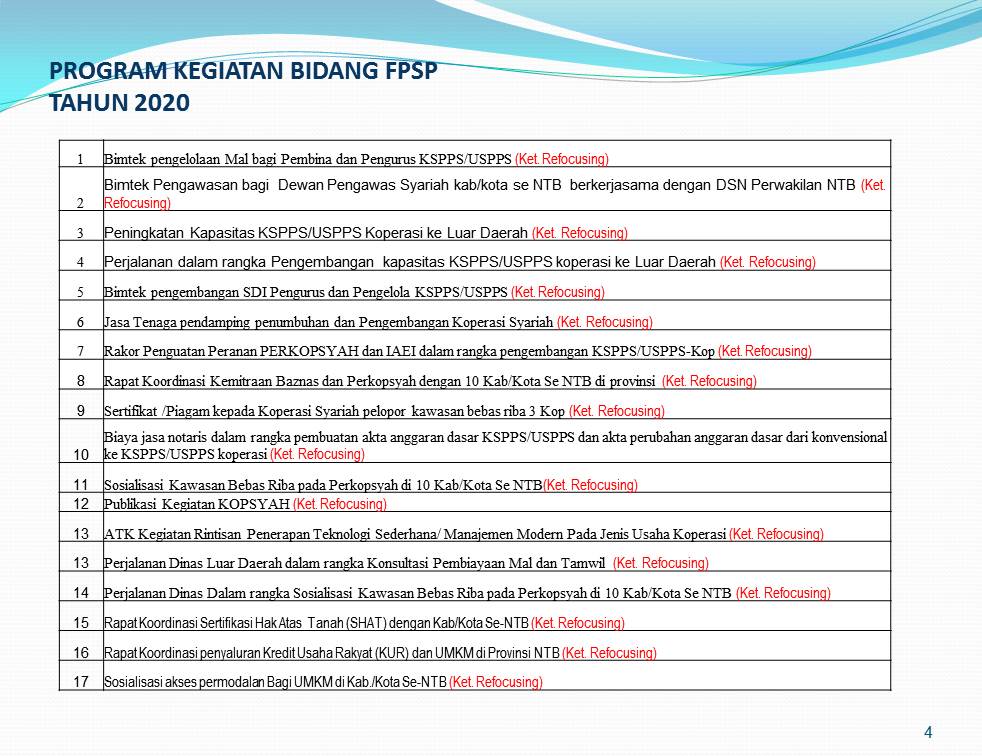 PROGRAM KEGIATAN BIDANG FPSP
TAHUN 2020
1 Bimtek pengelolaan Mal bagi Pembina dan Pengurus KSPPS/USPPS (Ket. Refocusing)
2 Bimtek Pengawasan bagi Dewan Pengawas Syariah kab/kota se NTB berkerjasama dengan DSN Perwakilan NTB (Ket.
Refocusing)
3 Peningkatan Kapasitas KSPPS/USPPS Koperasi ke Luar Daerah (Ket. Refocusing)
4 Perjalanan dalam rangka Pengembangan kapasitas KSPPS/USPPS koperasi ke Luar Daerah (Ket. Refocusing)
5 Bimtek pengembangan SDI Pengurus dan Pengelola KSPPS/USPPS (Ket. Refocusing)
6 Jasa Tenaga pendamping penumbuhan dan Pengembangan Koperasi Syariah (Ket. Refocusing)
7 Rakor Penguatan Peranan PERKOPSYAH dan IAEI dalam rangka pengembangan KSPPS/USPPS-Kop (Ket. Refocusing)
8 Rapat Koordinasi Kemitraan Baznas dan Perkopsyah dengan 10 Kab/Kota Se NTB di provinsi (Ket. Refocusing)
9 Sertifikat /Piagam kepada Koperasi Syariah pelopor kawasan bebas riba 3 Kop (Ket. Refocusing)
10 Biaya jasa notaris dalam rangka pembuatan akta anggaran dasar KSPPS/USPPS dan akta perubahan anggaran dasar dari konvensional
ke KSPPS/USPPS koperasi (Ket. Refocusing)
11 Sosialisasi Kawasan Bebas Riba pada Perkopsyah di 10 Kab/Kota Se NTB(Ket. Refocusing)
12 Publikasi Kegiatan KOPSYAH (Ket. Refocusing)
13 ATK Kegiatan Rintisan Penerapan Teknologi Sederhana/ Manajemen Modern Pada Jenis Usaha Koperasi (Ket. Refocusing)
13 Perjalanan Dinas Luar Daerah dalam rangka Konsultasi Pembiayaan Mal dan Tamwil (Ket. Refocusing)
14 Perjalanan Dinas Dalam rangka Sosialisasi Kawasan Bebas Riba pada Perkopsyah di 10 Kab/Kota Se NTB (Ket. Refocusing)
15 Rapat Koordinasi Sertifikasi Hak Atas Tanah (SHAT) dengan Kab/Kota Se-NTB (Ket. Refocusing)
16 Rapat Koordinasi penyaluran Kredit Usaha Rakyat (KUR) dan UMKM di Provinsi NTB (Ket. Refocusing)
17 Sosialisasi akses permodalan Bagi UMKM di Kab./Kota Se-NTB (Ket. Refocusing)
4